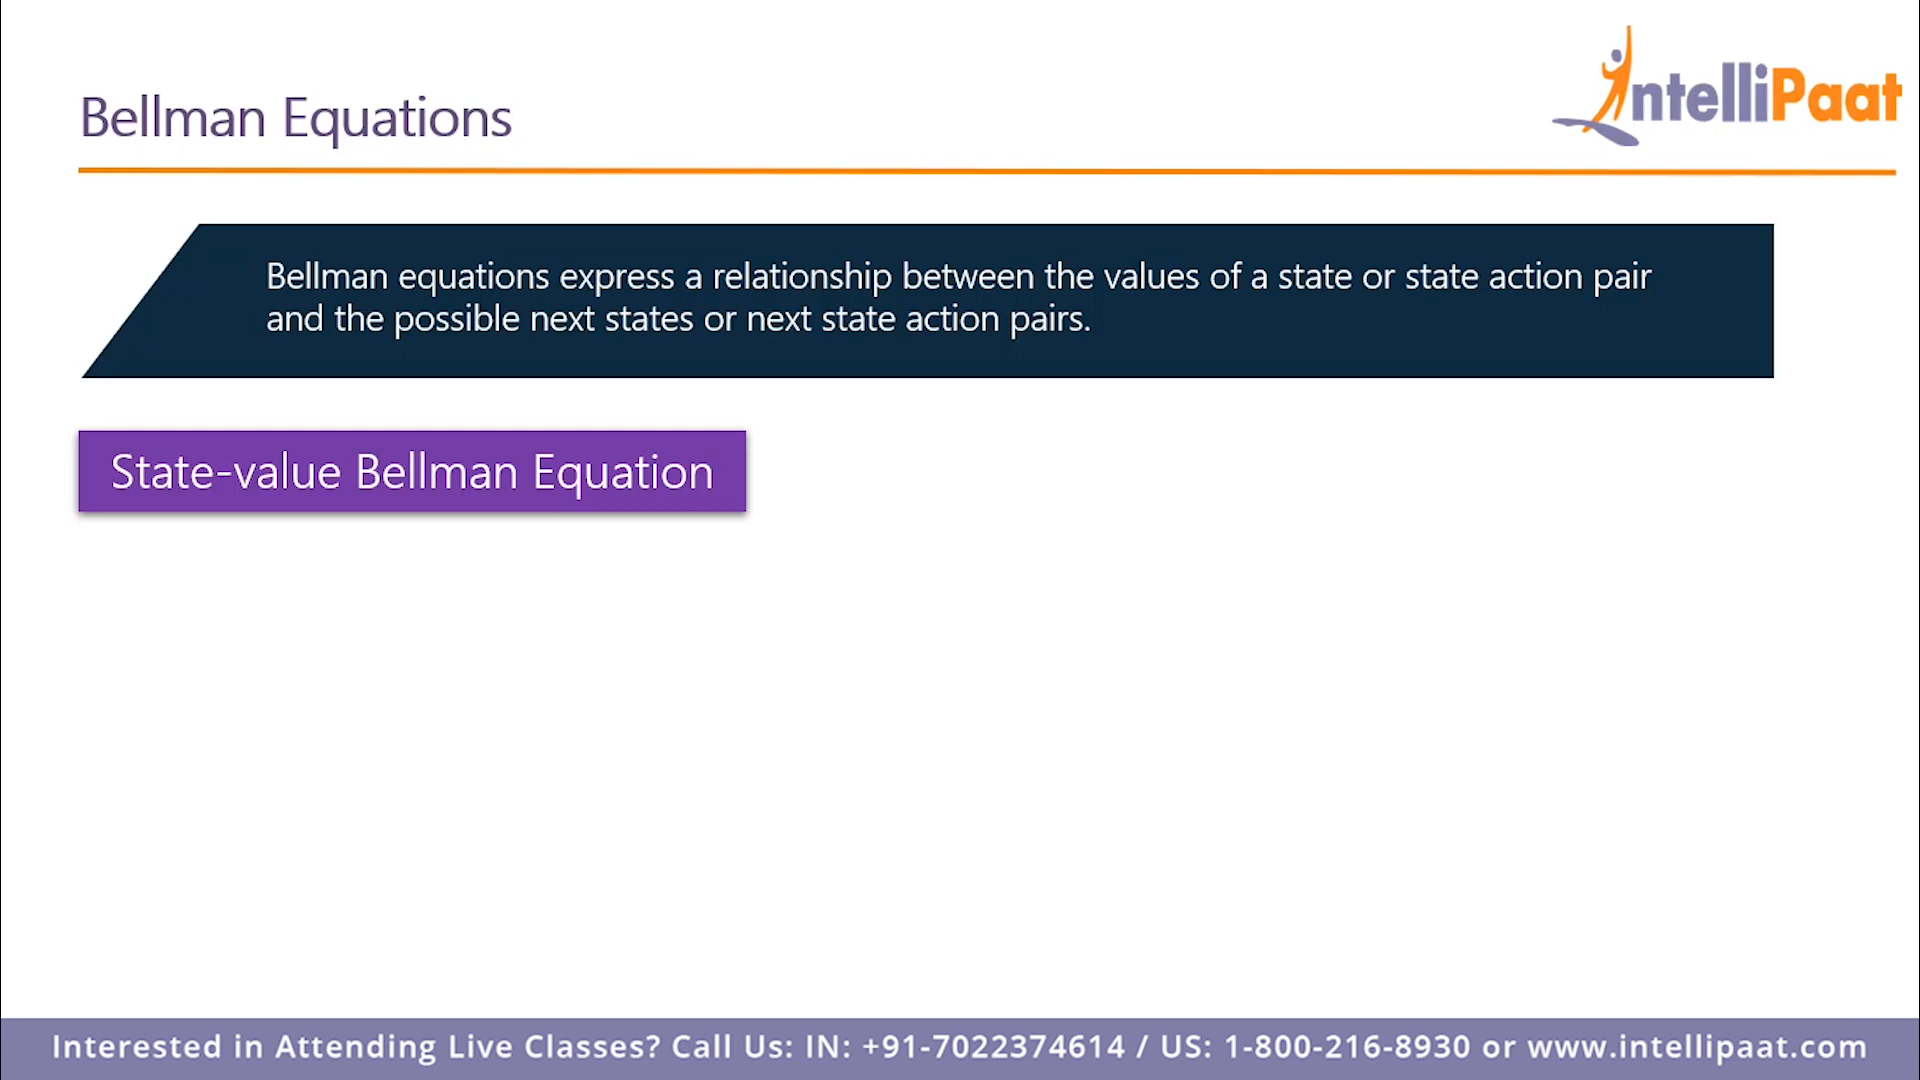 IntelliPaat
Bellman Equations
Bellman equations express a relationship between the values of a state or state action pair
and the possible next states or next state action pairs.
State-value Bellman Equation
Interested in Attending Live Classes? Call Us: IN: +91-7022374614 / US: 1-800-216-8930 or www.intellipaat.com